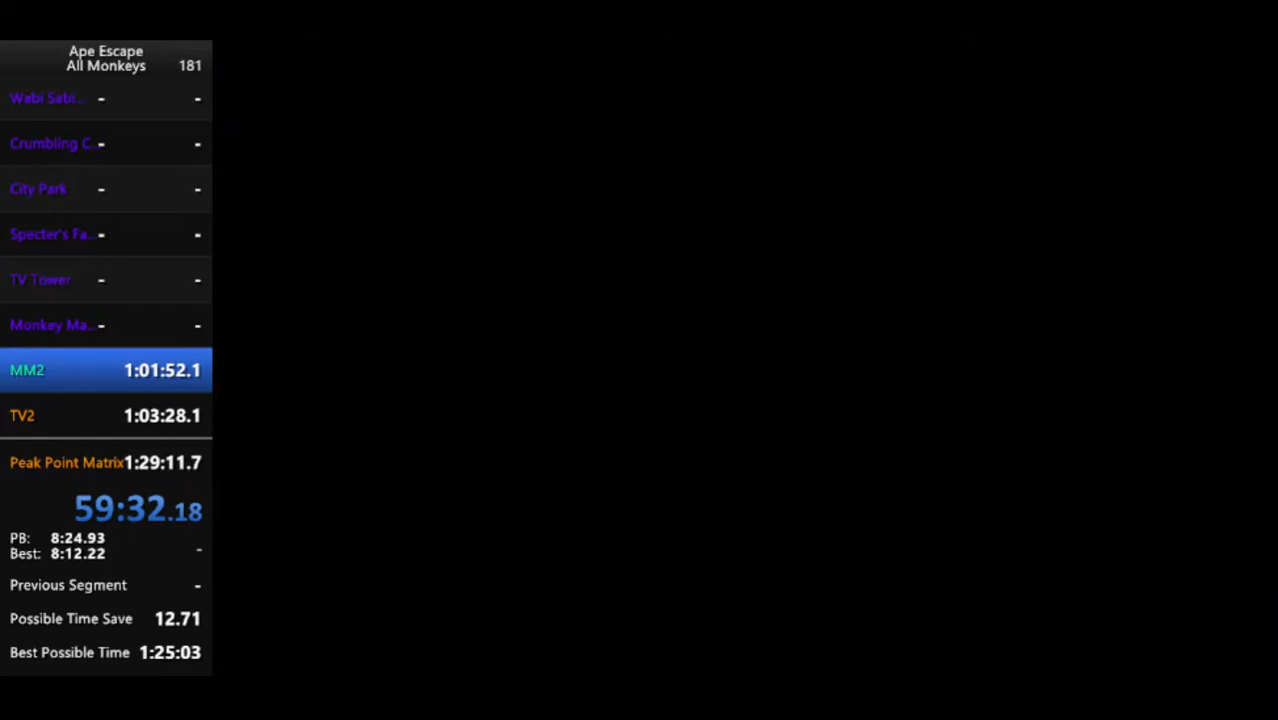 Ape Escape
All Monkeys 181
Wabi Sabi... - -
Crumbling C... - -
City Park - -
Specter's Fa... - -
TV Tower - -
Monkey Ma... - -
MM2 1:01:52.1
TV2 1:03:28.1
Peak Point Matrix 1:29:11.7
59:32.18
PB: 8:24.93
Best: 8:12.22 -
Previous Segment -
Possible Time Save 12.71
Best Possible Time 1:25:03